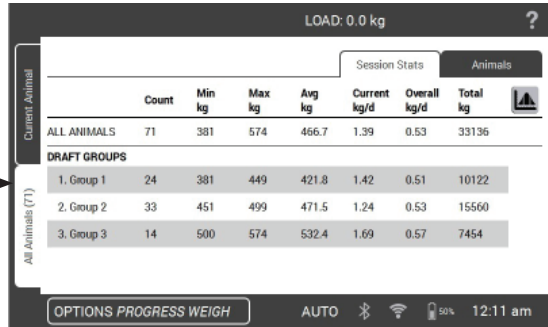 LOAD: 0.0 kg ?
Session Stats Animals
Count Min kg Max kg Avg kg Current kg/d Overall kg/d Total kg
ALL ANIMALS 71 381 574 466.7 1.39 0.53 33136
DRAFT GROUPS
1. Group 1 24 381 449 421.8 1.42 0.51 10122
2. Group 2 33 451 499 471.5 1.24 0.53 15560
3. Group 3 14 500 574 532.4 1.69 0.57 7454
Current Animal
All Animals (71)
OPTIONS PROGRESS WEIGH AUTO 50% 12:11 am